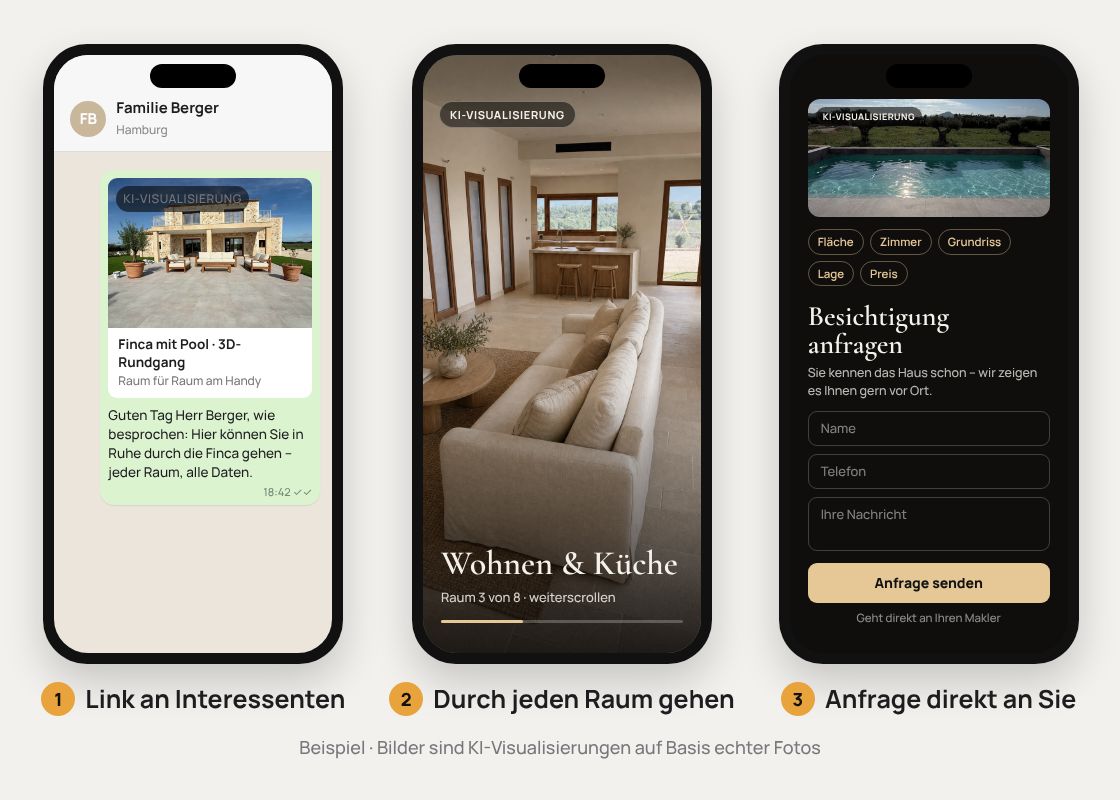 FB
Familie Berger
Hamburg
KI-VISUALISIERUNG
Finca mit Pool · 3D-
Rundgang
Raum für Raum am Handy
Guten Tag Herr Berger, wie
besprochen: Hier können Sie in
Ruhe durch die Finca gehen –
jeder Raum, alle Daten.
18:42 ✓✓
KI-VISUALISIERUNG
Wohnen & Küche
Raum 3 von 8 · weiterscrollen
KI-VISUALISIERUNG
Fläche
Zimmer
Grundriss
Lage
Preis
Besichtigung
anfragen
Sie kennen das Haus schon – wir zeigen
es Ihnen gern vor Ort.
Name
Telefon
Ihre Nachricht
Anfrage senden
Geht direkt an Ihren Makler
1 Link an Interessenten
2 Durch jeden Raum gehen
3 Anfrage direkt an Sie
Beispiel · Bilder sind KI-Visualisierungen auf Basis echter Fotos